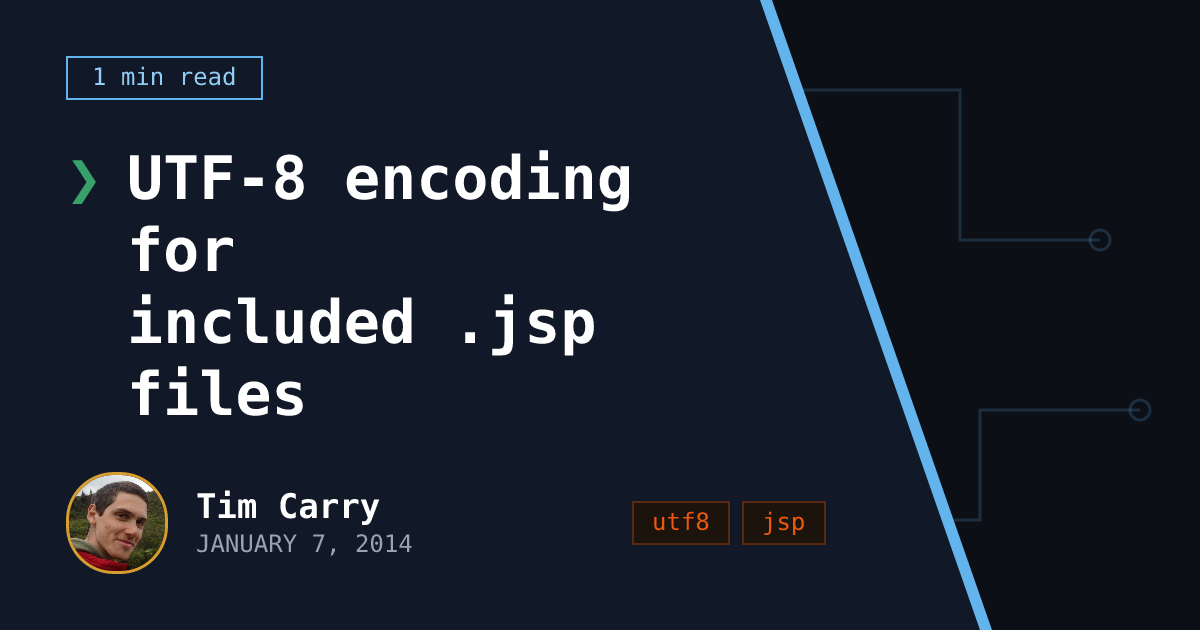 1 min read
❯ UTF-8 encoding
for
included .jsp
files
Tim Carry
JANUARY 7, 2014
utf8
jsp